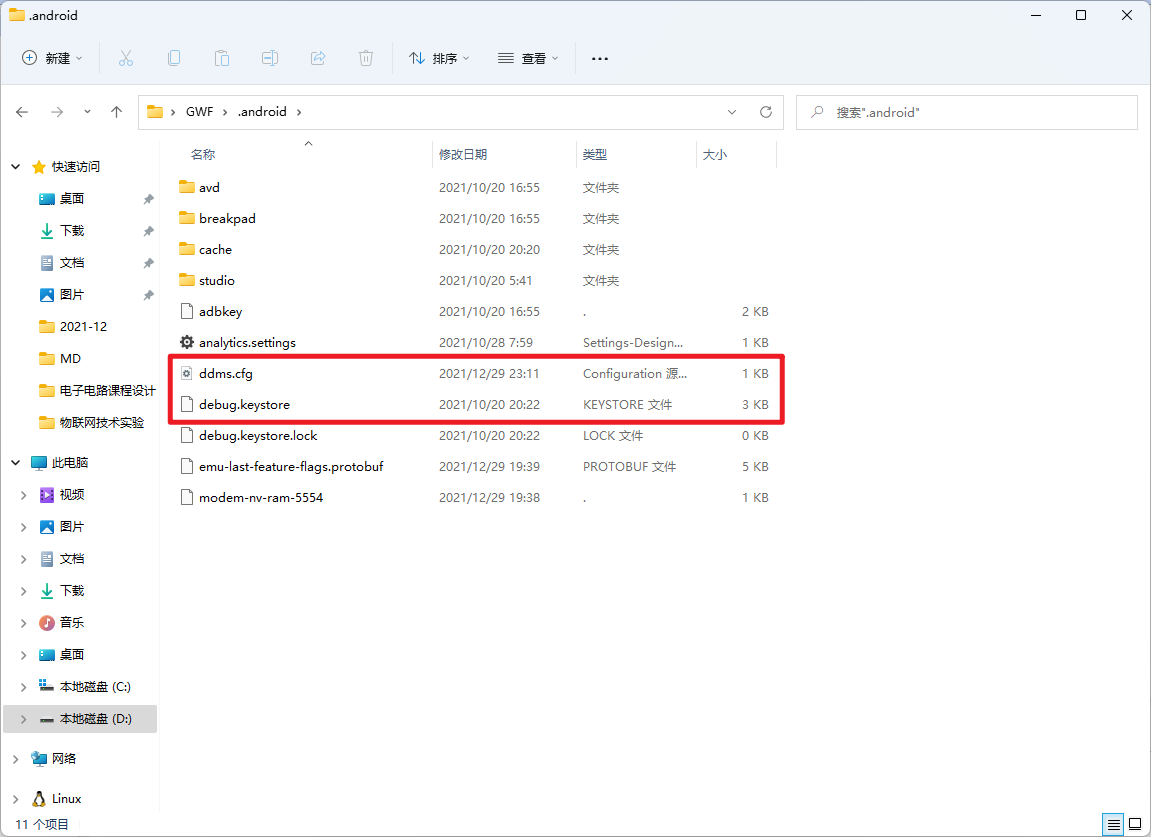 .android
新建
排序
查看
GWF
.android
搜索".android"
名称
修改日期
类型
大小
快速访问
桌面
下载
文档
图片
2021-12
MD
电子电路课程设计
物联网技术实验
此电脑
视频
图片
文档
下载
音乐
桌面
本地磁盘 (C:)
本地磁盘 (D:)
网络
Linux
avd 2021/10/20 16:55 文件夹
breakpad 2021/10/20 16:55 文件夹
cache 2021/10/20 20:20 文件夹
studio 2021/10/20 5:41 文件夹
adbkey 2021/10/20 16:55 . 2 KB
analytics.settings 2021/10/28 7:59 Settings-Design... 1 KB
ddms.cfg 2021/12/29 23:11 Configuration 源... 1 KB
debug.keystore 2021/10/20 20:22 KEYSTORE 文件 3 KB
debug.keystore.lock 2021/10/20 20:22 LOCK 文件 0 KB
emu-last-feature-flags.protobuf 2021/12/29 19:39 PROTOBUF 文件 5 KB
modem-nv-ram-5554 2021/12/29 19:38 . 1 KB
11 个项目